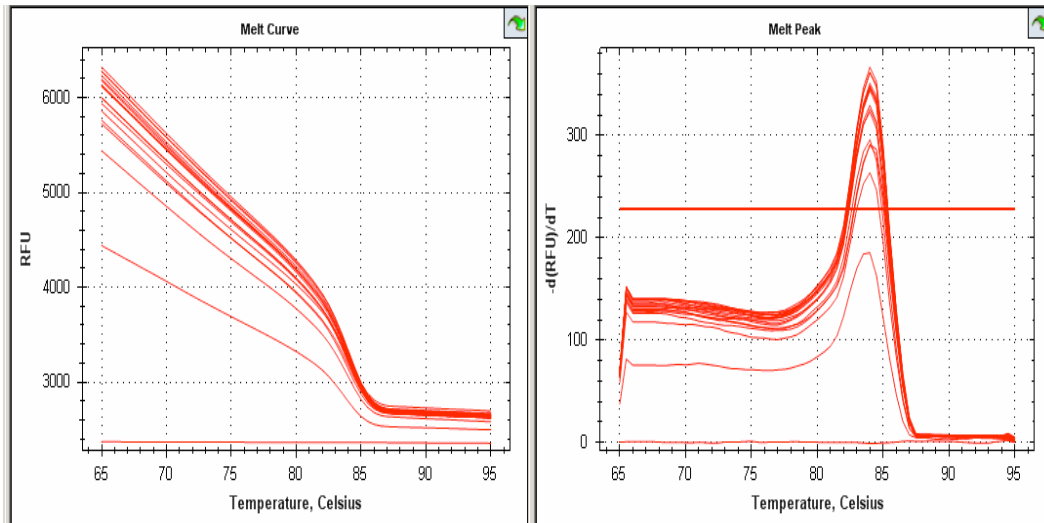 Melt Curve
6000
5000
4000
3000
RFU
65 70 75 80 85 90 95
Temperature, Celsius
Melt Peak
300
200
100
0
-d(RFU)/dT
65 70 75 80 85 90 95
Temperature, Celsius